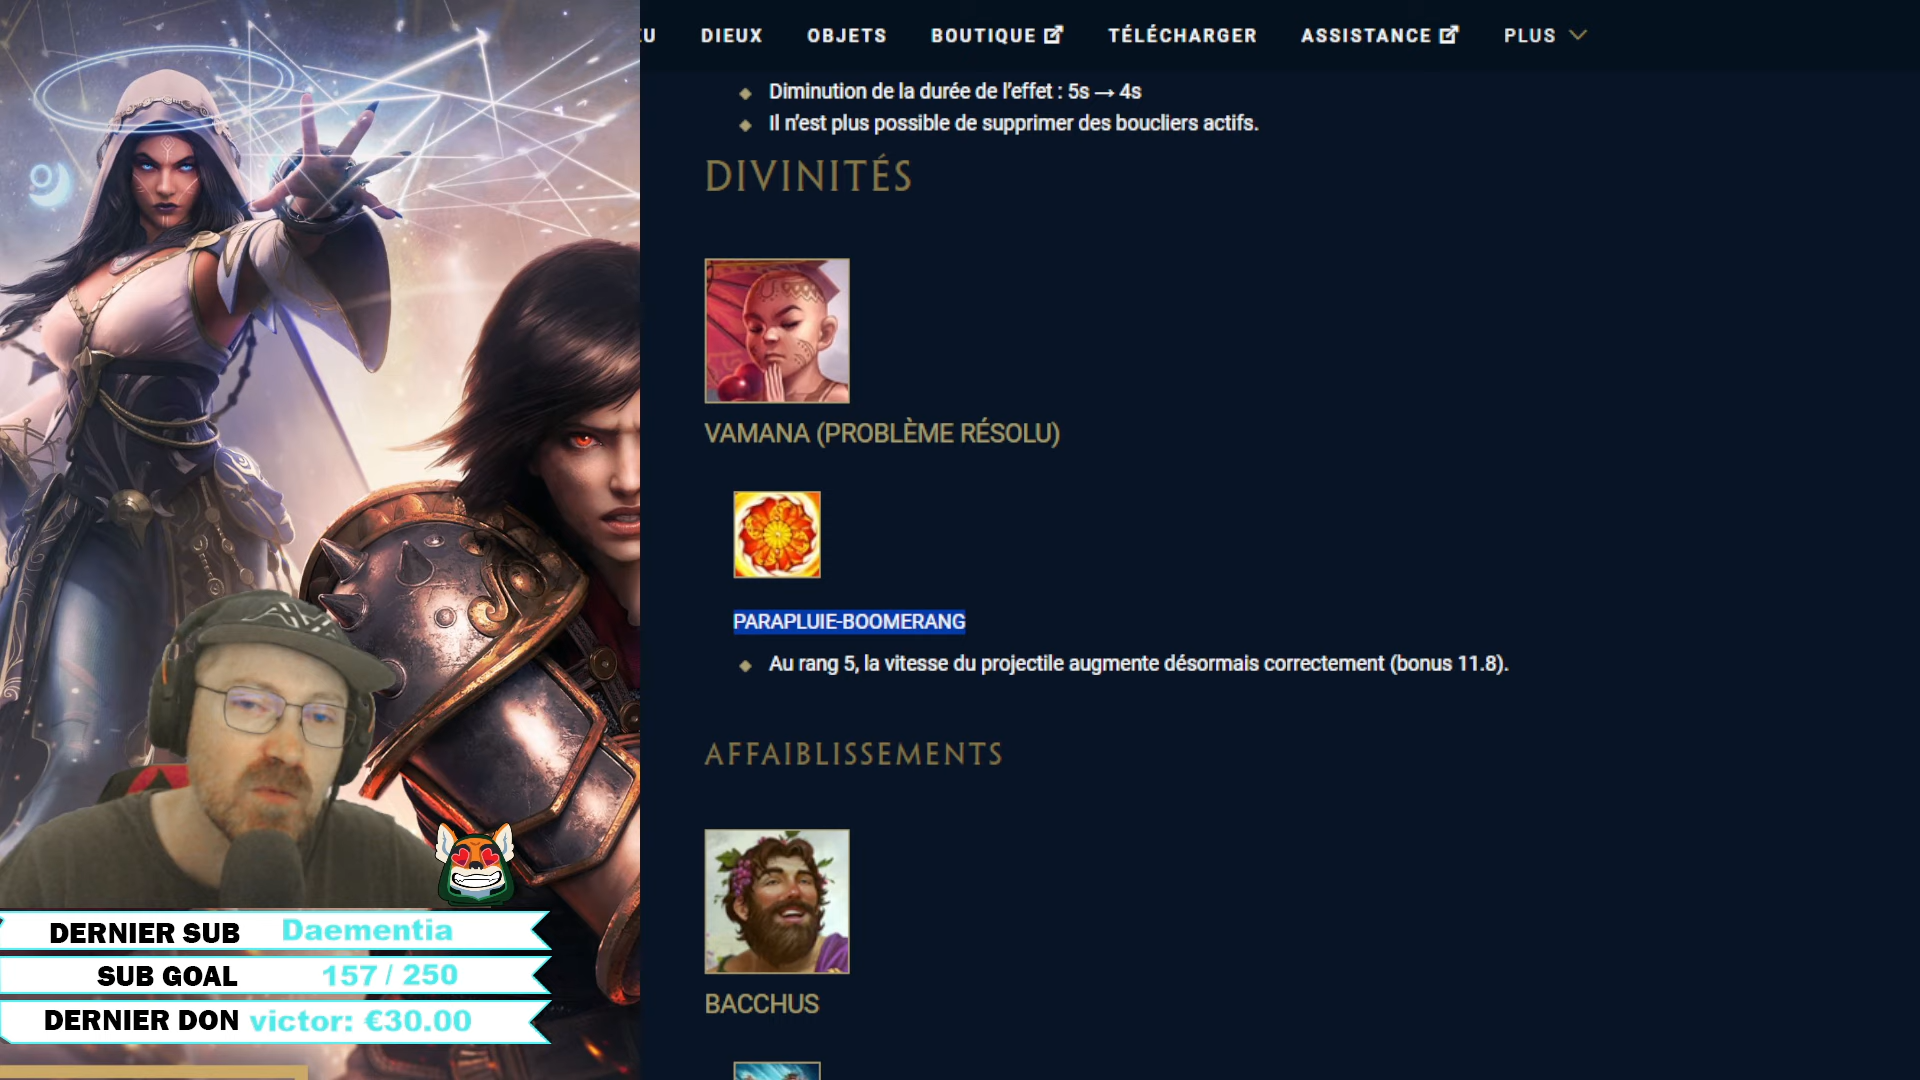 DIEUX OBJETS BOUTIQUE TÉLÉCHARGER ASSISTANCE PLUS
Diminution de la durée de l'effet : 5s → 4s
Il n'est plus possible de supprimer des boucliers actifs.
DIVINITÉS
VAMANA (PROBLÈME RÉSOLU)
PARAPLUIE-BOOMERANG
Au rang 5, la vitesse du projectile augmente désormais correctement (bonus 11.8).
AFFAIBLISSEMENTS
BACCHUS
DERNIER SUB Daementia
SUB GOAL 157 / 250
DERNIER DON victor: €30.00